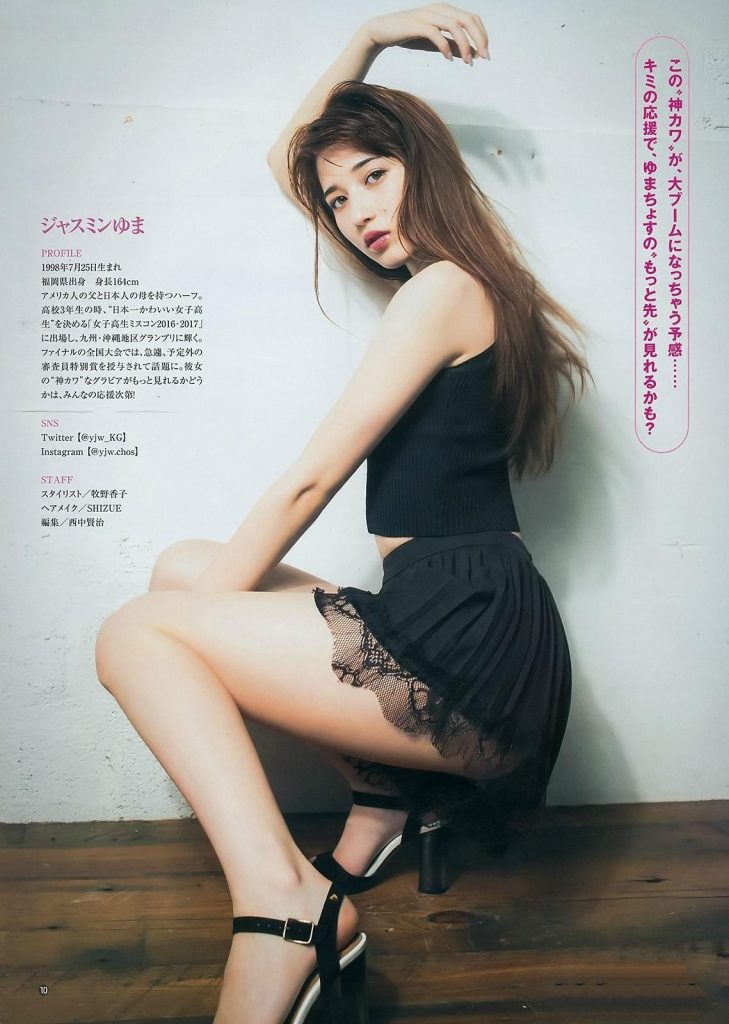 この〝神カワ〟が、大ブームになっちゃう予感……
キミの応援で、ゆまちょすの〝もっと先〟が見れるかも?
ジャスミンゆま
PROFILE
1998年7月25日生まれ
福岡県出身 身長164cm
アメリカ人の父と日本人の母を持つハーフ。
高校3年生の時、“日本一かわいい女子高
生”を決める「女子高生ミスコン2016-2017」
に出場し、九州・沖縄地区グランプリに輝く。
ファイナルの全国大会では、急遽、予定外の
審査員特別賞を授与されて話題に。彼女
の“神カワ”なグラビアがもっと見れるかどう
かは、みんなの応援次第!
SNS
Twitter【@yjw_KG】
Instagram【@yjw.chos】
STAFF
スタイリスト/牧野香子
ヘアメイク/SHIZUE
編集/西中賢治
10